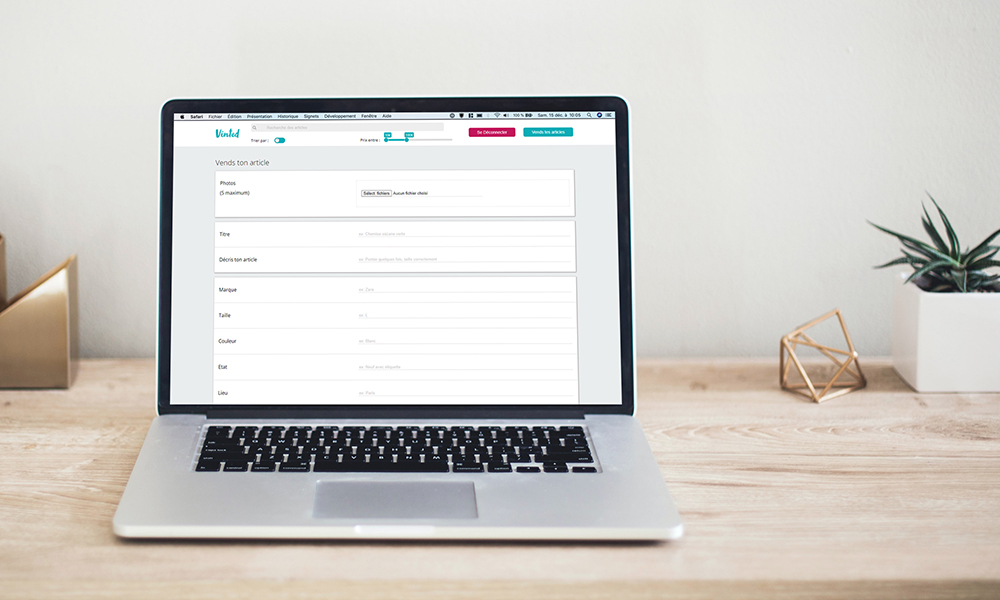 Safari Fichier Édition Présentation Historique Signets Développement Fenêtre Aide 100 % Sam. 15 déc. à 10:05
Vinted
Recherche des articles
Se Déconnecter
Vends tes articles
Trier par :
Prix entre :
Vends ton article
Photos
(5 maximum)
Sélect. fichiers Aucun fichier choisi
Titre
ex: Chemise sézane verte
Décris ton article
ex: Portée quelques fois, taille correctement
Marque
ex: Zara
Taille
ex: S
Couleur
ex: Blanc
Etat
ex: Neuf avec étiquette
Lieu
ex: Paris